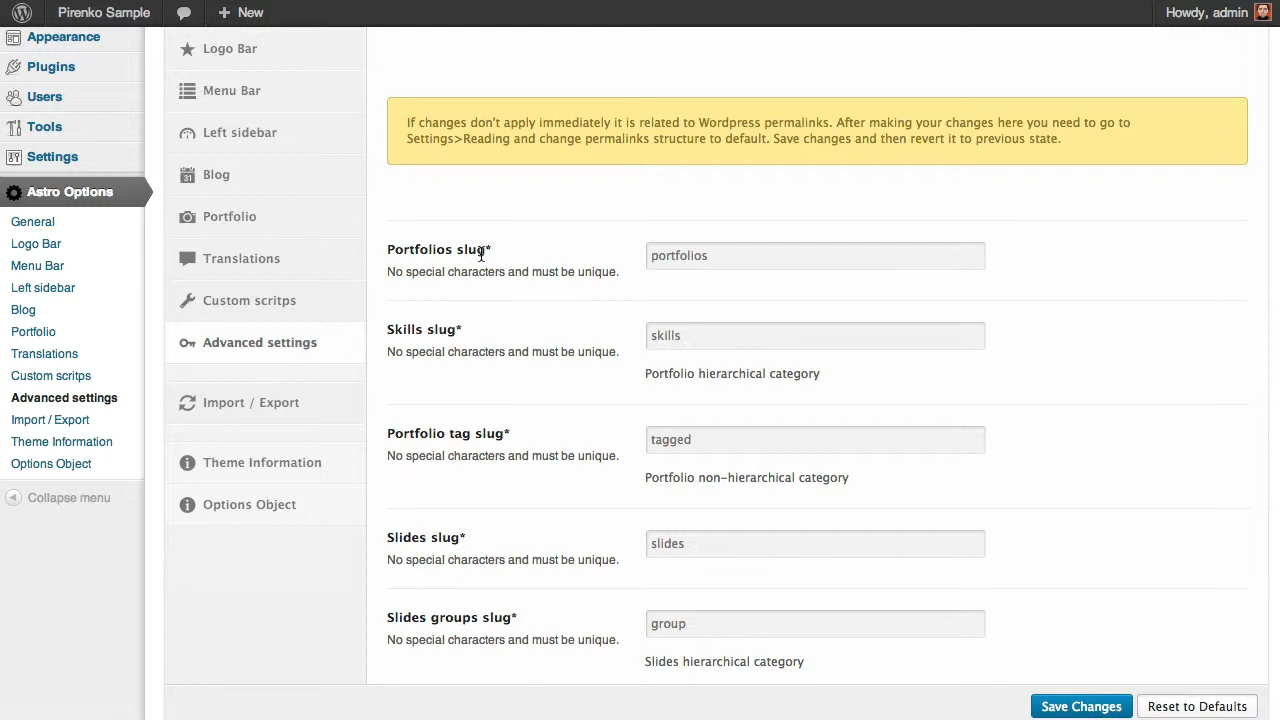 Pirenko Sample
New
Howdy, admin
Appearance
Plugins
Users
Tools
Settings
Astro Options
General
Logo Bar
Menu Bar
Left sidebar
Blog
Portfolio
Translations
Custom scritps
Advanced settings
Import / Export
Theme Information
Options Object
Collapse menu
Logo Bar
Menu Bar
Left sidebar
31
Blog
Portfolio
Translations
Custom scritps
Advanced settings
Import / Export
Theme Information
Options Object
If changes don't apply immediately it is related to Wordpress permalinks. After making your changes here you need to go to
Settings>Reading and change permalinks structure to default. Save changes and then revert it to previous state.
Portfolios slug*
No special characters and must be unique.
portfolios
Skills slug*
No special characters and must be unique.
skills
Portfolio hierarchical category
Portfolio tag slug*
No special characters and must be unique.
tagged
Portfolio non-hierarchical category
Slides slug*
No special characters and must be unique.
slides
Slides groups slug*
No special characters and must be unique.
group
Slides hierarchical category
Save Changes
Reset to Defaults